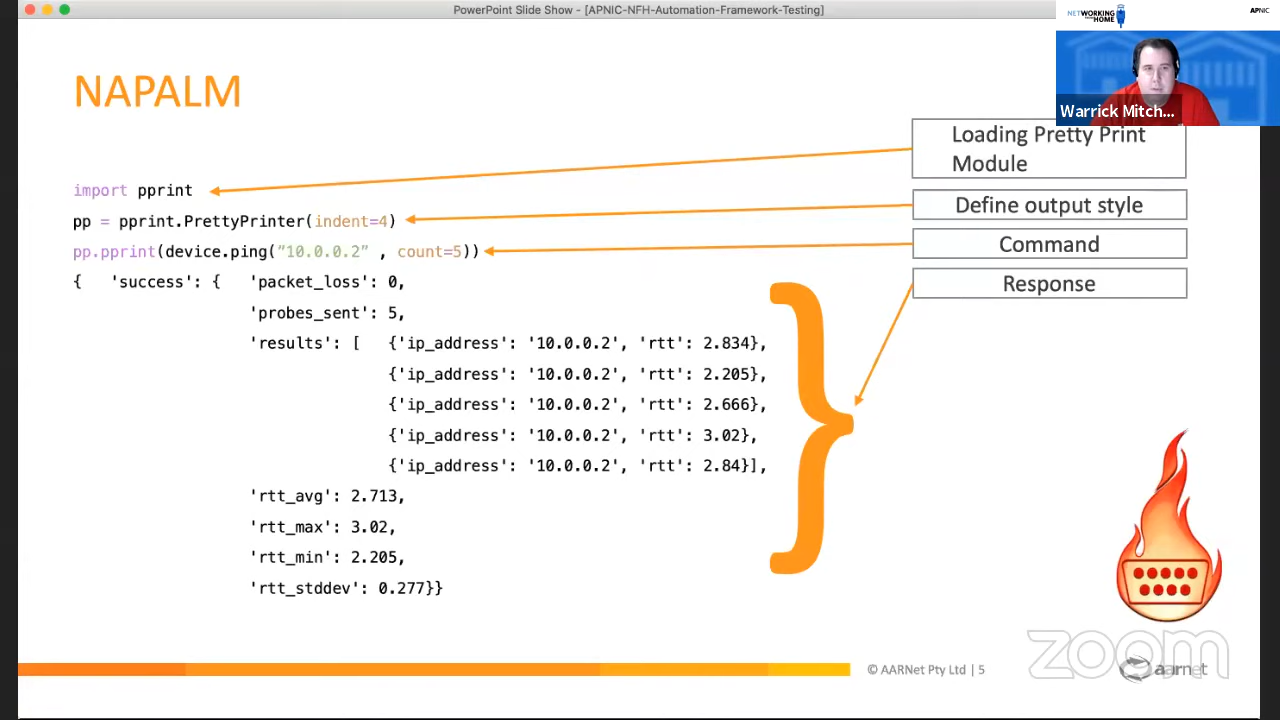 PowerPoint Slide Show - [APNIC-NFH-Automation-Framework-Testing]
NETWORKING
HOME
APNIC
Warrick Mitch...
NAPALM
Loading Pretty Print
Module
Define output style
Command
Response
import pprint
pp = pprint.PrettyPrinter(indent=4)
pp.pprint(device.ping(”10.0.0.2” , count=5))
{   'success': {   'packet_loss': 0,
'probes_sent': 5,
'results': [   {'ip_address': '10.0.0.2', 'rtt': 2.834},
{'ip_address': '10.0.0.2', 'rtt': 2.205},
{'ip_address': '10.0.0.2', 'rtt': 2.666},
{'ip_address': '10.0.0.2', 'rtt': 3.02},
{'ip_address': '10.0.0.2', 'rtt': 2.84}],
'rtt_avg': 2.713,
'rtt_max': 3.02,
'rtt_min': 2.205,
'rtt_stddev': 0.277}}
© AARNet Pty Ltd | 5
zoom
aarnet